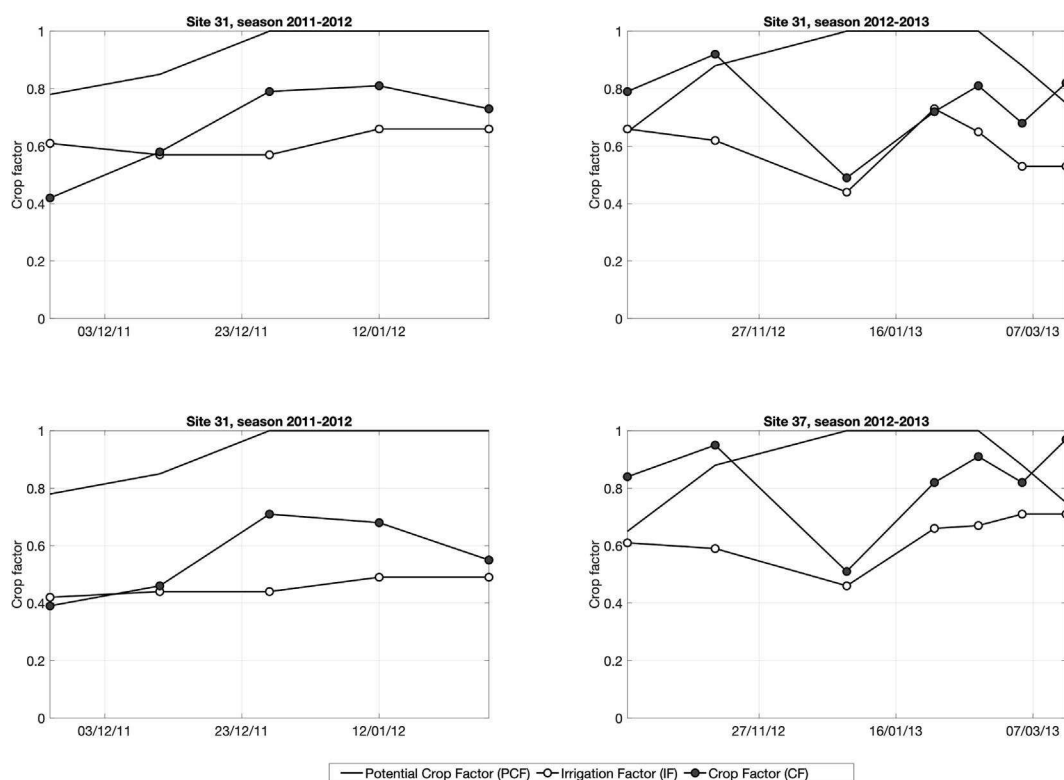 Site 31, season 2011-2012
1
0.8
0.6
0.4
0.2
0
Crop factor
03/12/11 23/12/11 12/01/12
Site 31, season 2012-2013
1
0.8
0.6
0.4
0.2
0
Crop factor
27/11/12 16/01/13 07/03/13
Site 31, season 2011-2012
1
0.8
0.6
0.4
0.2
0
Crop factor
03/12/11 23/12/11 12/01/12
Site 37, season 2012-2013
1
0.8
0.6
0.4
0.2
0
Crop factor
27/11/12 16/01/13 07/03/13
Potential Crop Factor (PCF) Irrigation Factor (IF) Crop Factor (CF)